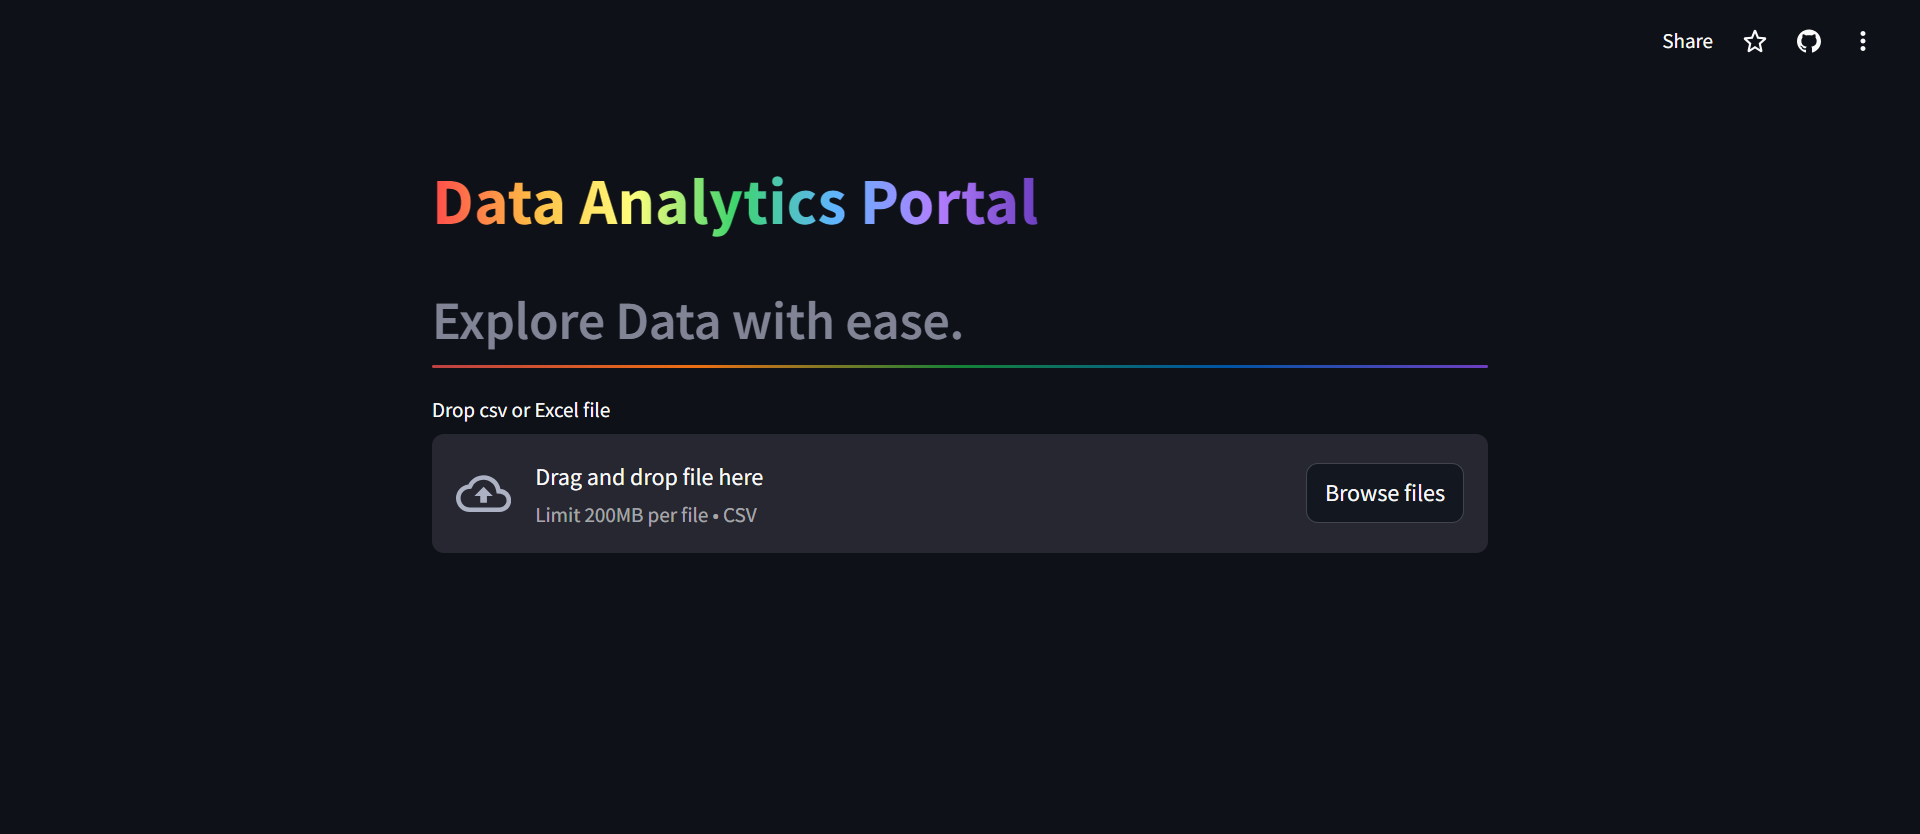 Share
Data Analytics Portal
Explore Data with ease.
Drop csv or Excel file
Drag and drop file here
Limit 200MB per file • CSV
Browse files